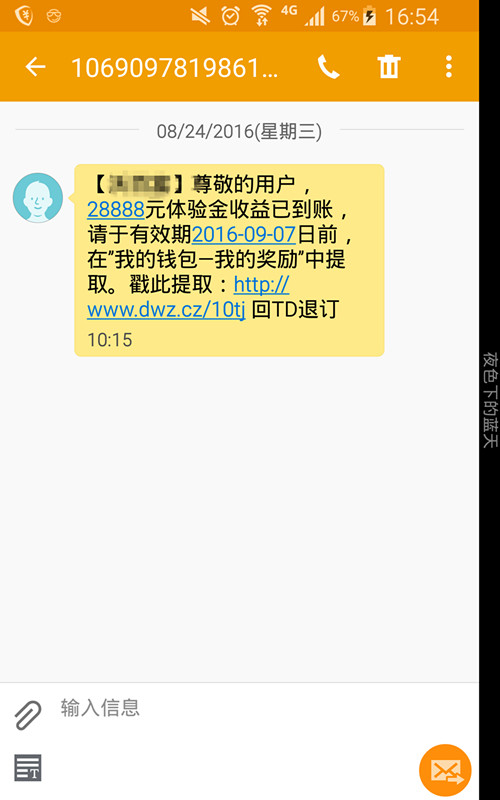 4G 67% 16:54
1069097819861...
08/24/2016(星期三)
【】尊敬的用户，
28888元体验金收益已到账，
请于有效期2016-09-07日前，
在"我的钱包—我的奖励"中提
取。戳此提取：http://
www.dwz.cz/10tj 回TD退订
10:15
夜色下的蓝天
输入信息